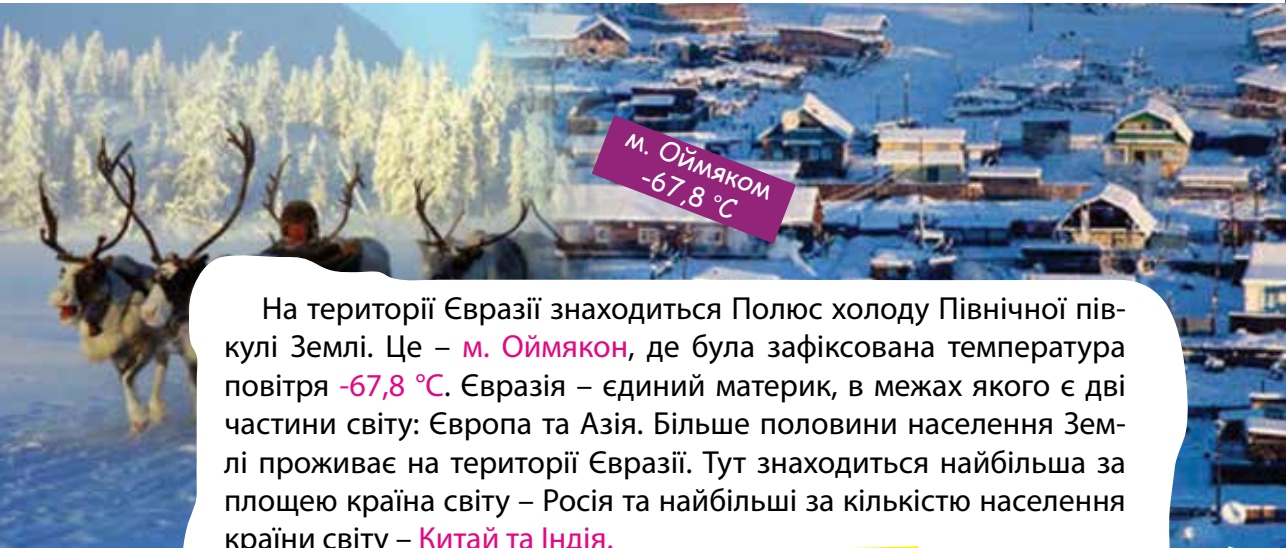 м. Оймяком
-67,8 °С
На території Євразії знаходиться Полюс холоду Північної пів-
кулі Землі. Це – м. Оймякон, де була зафіксована температура
повітря -67,8 °С. Євразія – єдиний материк, в межах якого є дві
частини світу: Європа та Азія. Більше половини населення Зем-
лі проживає на території Євразії. Тут знаходиться найбільша за
площею країна світу – Росія та найбільші за кількістю населення
країни світу – Китай та Індія.